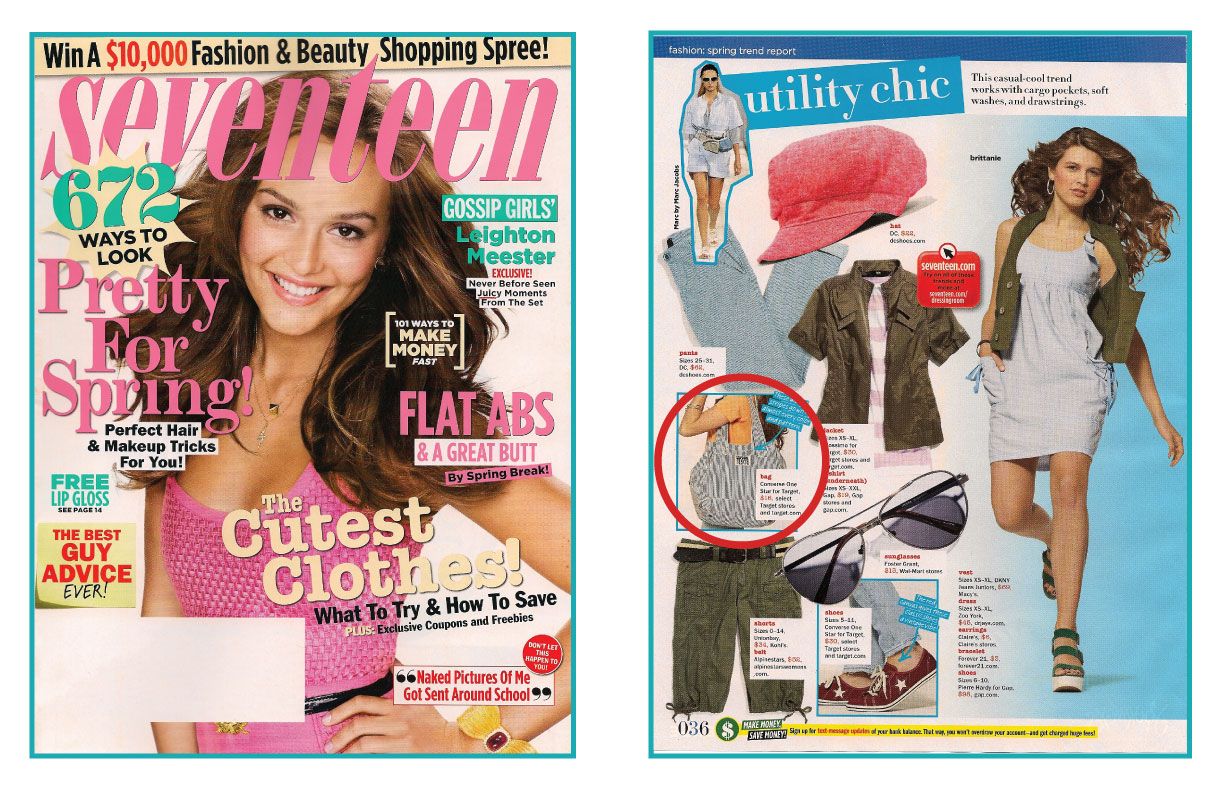 Win A $10,000 Fashion & Beauty Shopping Spree!
seventeen
672
WAYS TO
LOOK
Pretty
For
Spring!
Perfect Hair
& Makeup Tricks
For You!
FREE
LIP GLOSS
SEE PAGE 14
THE BEST
GUY
ADVICE
EVER!
GOSSIP GIRLS'
Leighton
Meester
EXCLUSIVE!
Never Before Seen
Juicy Moments
From The Set
101 WAYS TO
MAKE
MONEY
FAST
FLAT ABS
& A GREAT BUTT
By Spring Break!
The
Cutest
Clothes!
What To Try & How To Save
PLUS: Exclusive Coupons and Freebies
DON'T LET
THIS
HAPPEN TO
YOU!
“Naked Pictures Of Me
Got Sent Around School”
fashion: spring trend report
utility chic
This casual-cool trend
works with cargo pockets, soft
washes, and drawstrings.
Marc by Marc Jacobs
brittanie
hat
DC, $22,
dcshoes.com
seventeen.com
Try on all of these
trends and
more at
seventeen.com/
dressingroom
pants
Sizes 25–31,
DC, $62,
dcshoes.com
jacket
Sizes XS–XL,
Target, $30,
Target stores and
target.com.
shirt
(underneath)
Sizes XS–XXL,
Gap, $19, Gap
stores and
gap.com.
bag
Converse One
Star for Target,
$16, select
Target stores
and target.com
sunglasses
Foster Grant,
$13, Wal-Mart stores
shorts
Sizes 0–14,
Unionbay,
$34, Kohl's.
belt
Alpinestars, $52,
alpinestarswomens
.com.
shoes
Sizes 5–11,
Converse One
Star for Target,
$30, select
Target stores
and target.com
vest
Sizes XS–XL, DKNY
Jeans Juniors, $69,
Macy's.
dress
Sizes XS–XL,
Zoo York,
$45, drjays.com.
earrings
Claire's, $6,
Claire's stores.
bracelet
Forever 21, $3,
forever21.com.
shoes
Sizes 6–10,
Pierre Hardy for Gap,
$98, gap.com.
036
MAKE MONEY,
SAVE MONEY!
Sign up for text-message updates of your bank balance. That way, you won't overdraw your account—and get charged huge fees!